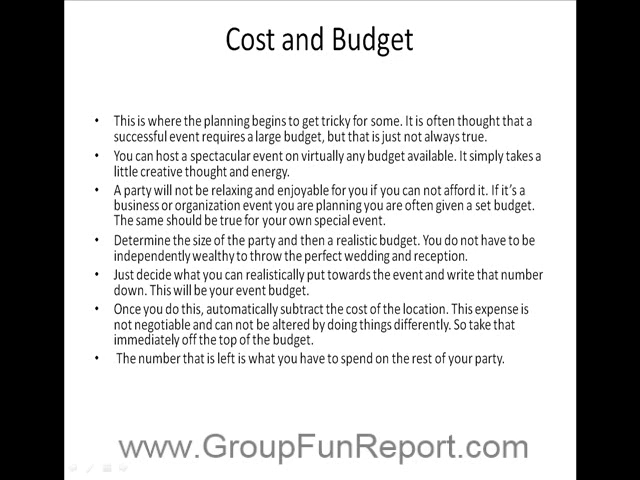 Cost and Budget
• This is where the planning begins to get tricky for some. It is often thought that a
successful event requires a large budget, but that is just not always true.
• You can host a spectacular event on virtually any budget available. It simply takes a
little creative thought and energy.
• A party will not be relaxing and enjoyable for you if you can not afford it. If it's a
business or organization event you are planning you are often given a set budget.
The same should be true for your own special event.
• Determine the size of the party and then a realistic budget. You do not have to be
independently wealthy to throw the perfect wedding and reception.
• Just decide what you can realistically put towards the event and write that number
down. This will be your event budget.
• Once you do this, automatically subtract the cost of the location. This expense is
not negotiable and can not be altered by doing things differently. So take that
immediately off the top of the budget.
• The number that is left is what you have to spend on the rest of your party.
www.GroupFunReport.com